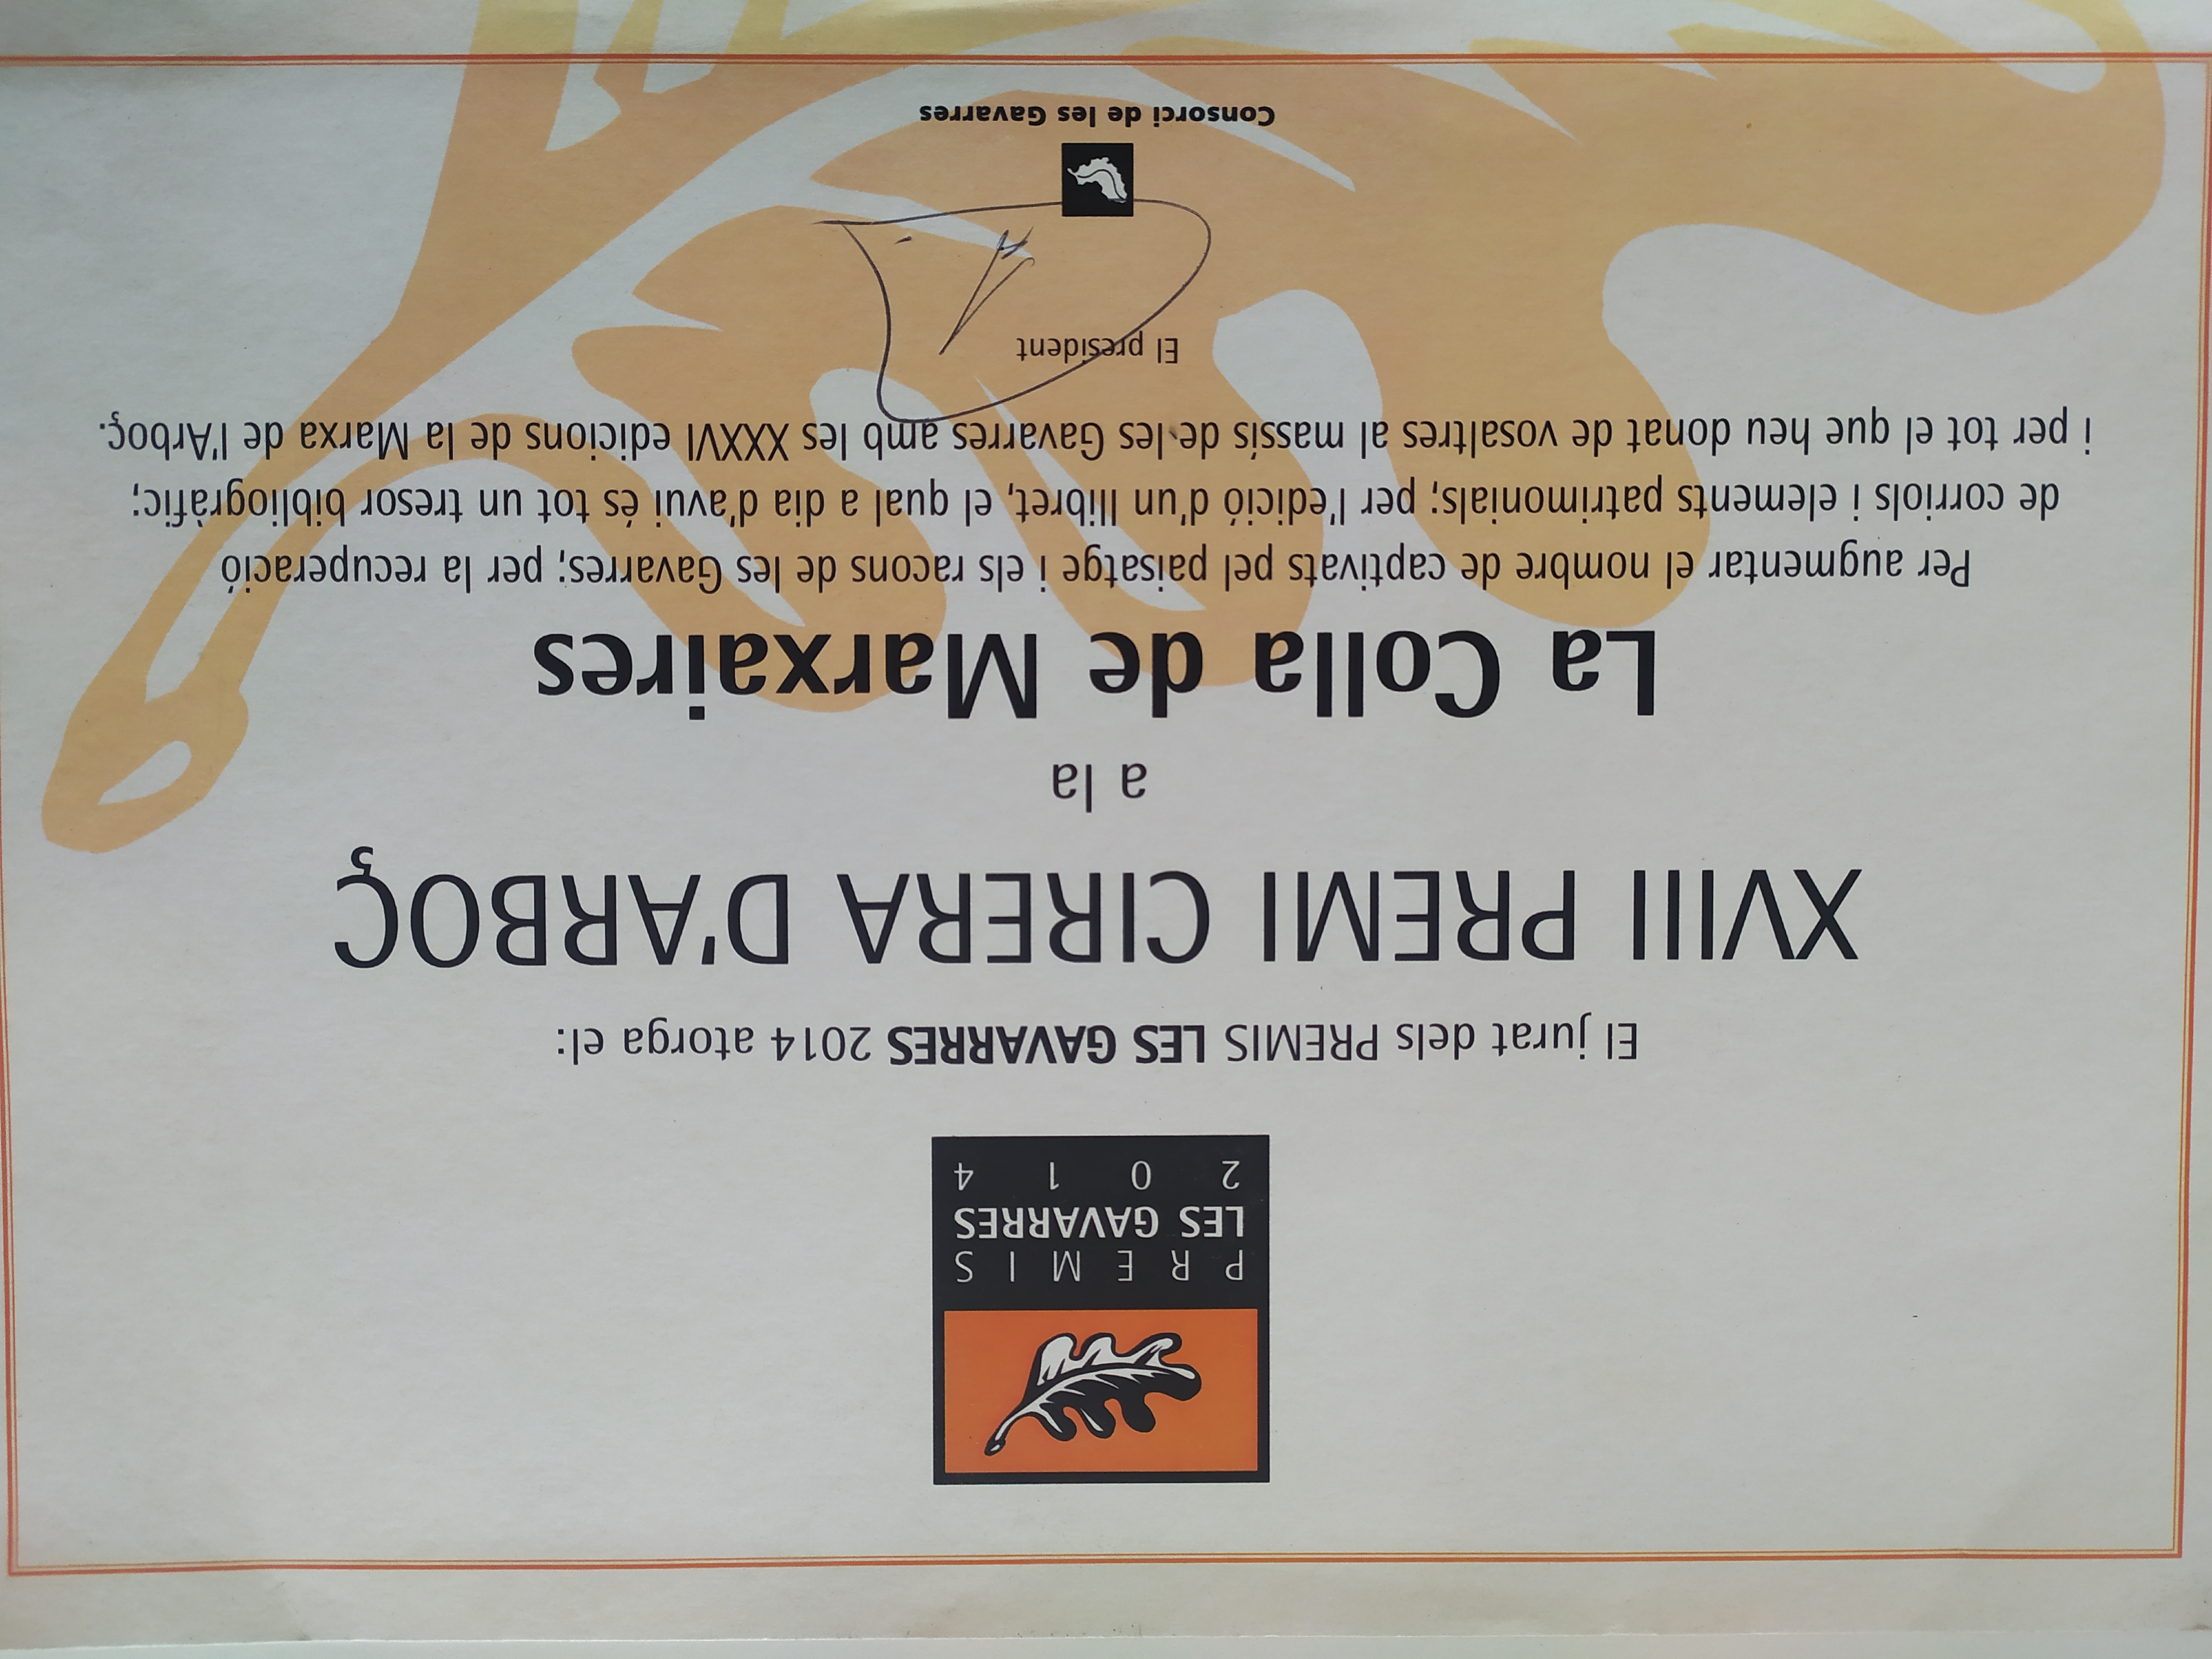 PREMIS
LES GAVARRES
2014
El jurat dels PREMIS LES GAVARRES 2014 atorga el:
XVIII PREMI CIRERA D'ARBOÇ
a la
La Colla de Marxaires
Per augmentar el nombre de captivats pel paisatge i els racons de les Gavarres; per la recuperació
de corriols i elements patrimonials; per l'edició d'un llibret, el qual a dia d'avui és tot un tresor bibliogràfic;
i per tot el que heu donat de vosaltres al massís de les Gavarres amb les XXXVI edicions de la Marxa de l'Arboç.
El president
Consorci de les Gavarres